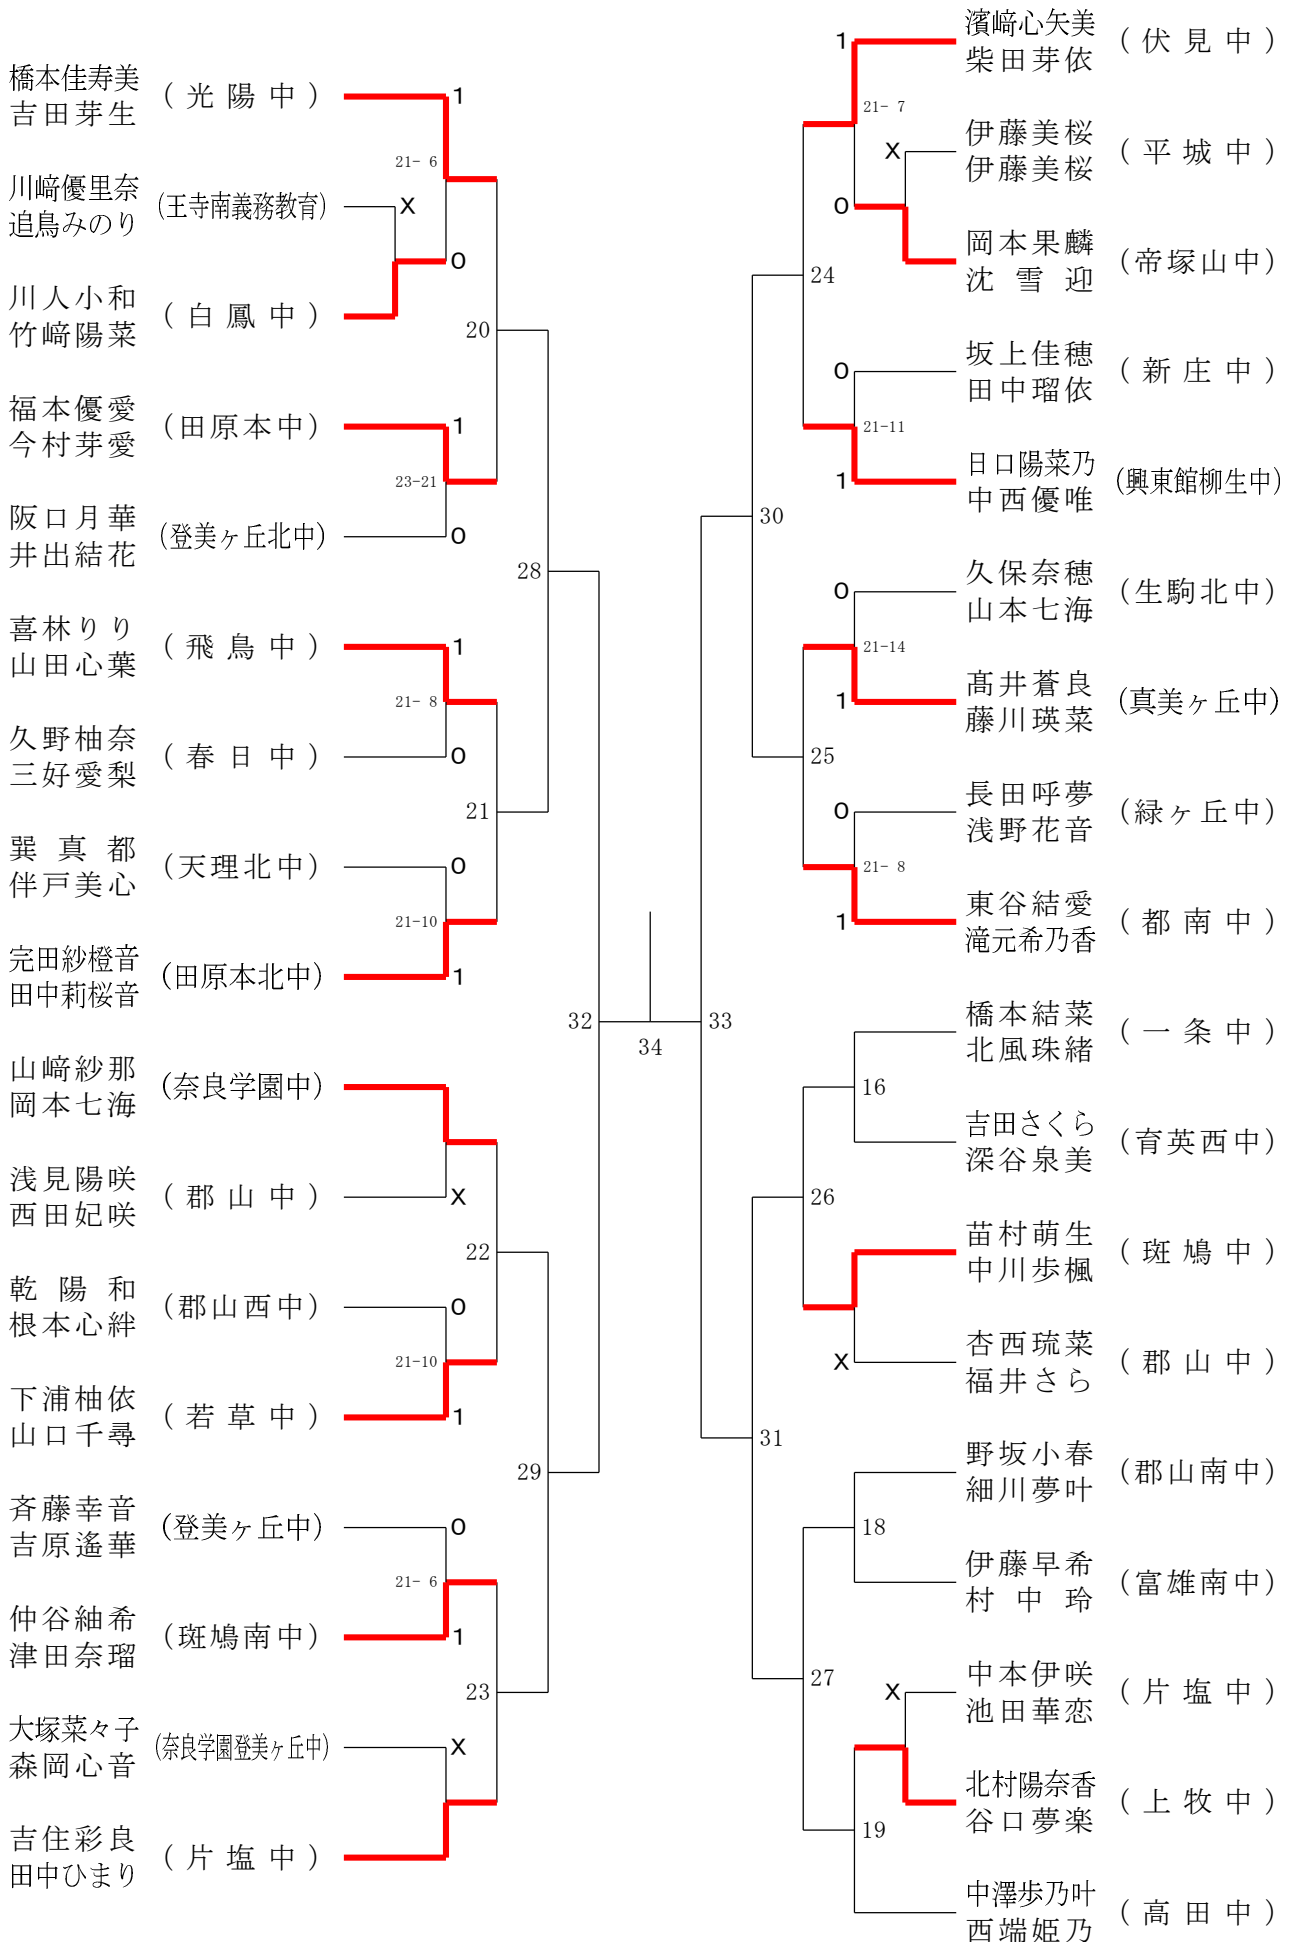 橋本佳寿美
吉田芽生
(光陽中)
1
21- 6
川﨑優里奈
追鳥みのり
(王寺南義務教育)
x
0
川人小和
竹﨑陽菜
(白鳳中)
20
福本優愛
今村芽愛
(田原本中)
1
23-21
阪口月華
井出結花
(登美ヶ丘北中)
0
28
喜林りり
山田心葉
(飛鳥中)
1
21- 8
久野柚奈
三好愛梨
(春日中)
0
21
巽真都
伴戸美心
(天理北中)
0
21-10
完田紗橙音
田中莉桜音
(田原本北中)
1
32
山﨑紗那
岡本七海
(奈良学園中)
浅見陽咲
西田妃咲
(郡山中)
x
22
乾陽和
根本心絆
(郡山西中)
0
21-10
下浦柚依
山口千尋
(若草中)
1
29
斉藤幸音
吉原遙華
(登美ヶ丘中)
0
21- 6
仲谷紬希
津田奈瑠
(斑鳩南中)
1
23
大塚菜々子
森岡心音
(奈良学園登美ヶ丘中)
x
吉住彩良
田中ひまり
(片塩中)
34
1
濱﨑心矢美
柴田芽依
(伏見中)
21- 7
x
伊藤美桜
伊藤美桜
(平城中)
0
岡本果麟
沈雪迎
(帝塚山中)
24
0
坂上佳穂
田中瑠依
(新庄中)
21-11
1
日口陽菜乃
中西優唯
(興東館柳生中)
30
0
久保奈穂
山本七海
(生駒北中)
21-14
1
髙井蒼良
藤川瑛菜
(真美ヶ丘中)
25
0
長田呼夢
浅野花音
(緑ヶ丘中)
21- 8
1
東谷結愛
滝元希乃香
(都南中)
33
橋本結菜
北風珠緒
(一条中)
16
吉田さくら
深谷泉美
(育英西中)
26
苗村萌生
中川歩楓
(斑鳩中)
x
杏西琉菜
福井さら
(郡山中)
31
野坂小春
細川夢叶
(郡山南中)
18
伊藤早希
村中玲
(富雄南中)
27
x
中本伊咲
池田華恋
(片塩中)
北村陽奈香
谷口夢楽
(上牧中)
19
中澤歩乃叶
西端姫乃
(高田中)